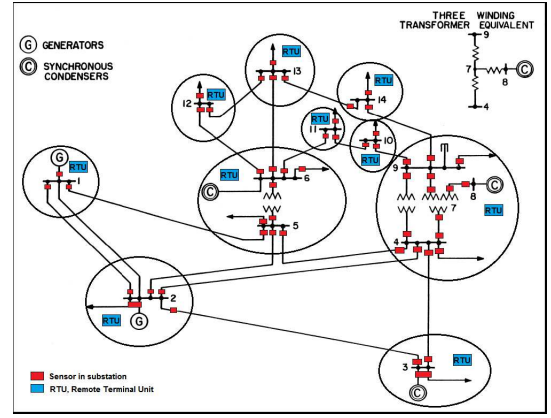 THREE WINDING
TRANSFORMER EQUIVALENT
9
7
8
C
4
G GENERATORS
C SYNCHRONOUS
CONDENSERS
RTU
13
RTU
12
RTU
14
RTU
11
RTU
10
G
RTU
1
RTU
6
C
5
9
C
7
8
RTU
4
2
RTU
G
3
RTU
C
Sensor in substation
RTU, Remote Terminal Unit